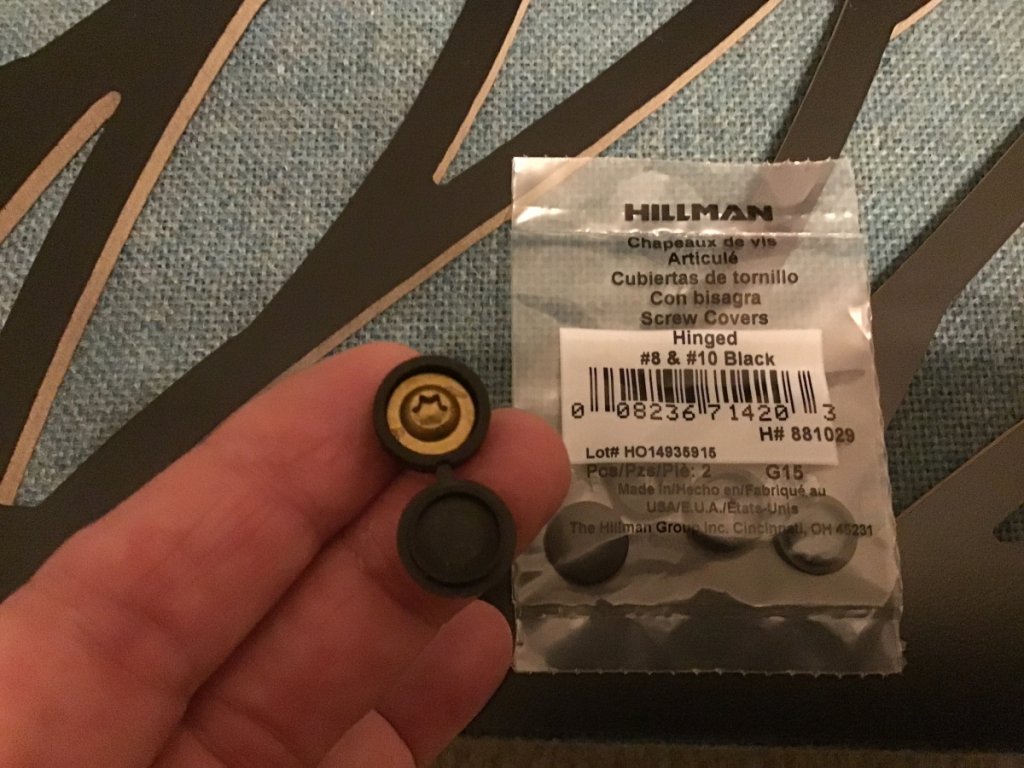 HILLMAN
Chapeaux de vis
Articulé
Cubiertas de tornillo
Con bisagra
Screw Covers
Hinged
#8 & #10 Black
0 08236 71420 3
H# 881029
Lot# HO14935915
Pcs/Pzs/Piè: 2 G15
Made in/Hecho en/Fabriqué au
USA/E.U.A./États-Unis
The Hillman Group Inc. Cincinnati, OH 45231